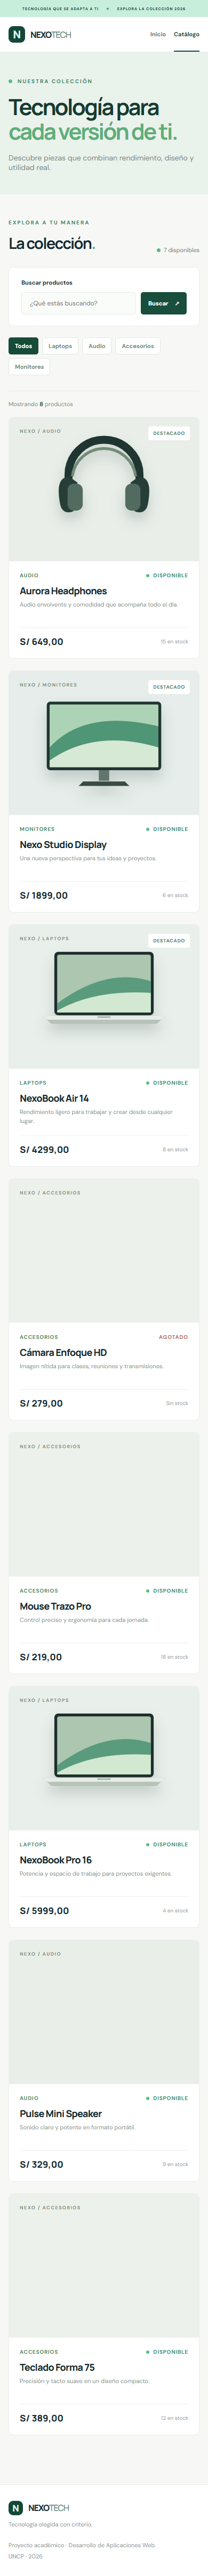 TECNOLOGÍA QUE SE ADAPTA A TI
EXPLORA LA COLECCIÓN 2026
N NEXOTECH
Inicio Catálogo
NUESTRA COLECCIÓN
Tecnología para
cada versión de ti.
Descubre piezas que combinan rendimiento, diseño y
utilidad real.
EXPLORA A TU MANERA
La colección.
7 disponibles
Buscar productos
¿Qué estás buscando?
Buscar ↗
Todos Laptops Audio Accesorios
Monitores
Mostrando 8 productos
NEXO / AUDIO
DESTACADO
AUDIO
DISPONIBLE
Aurora Headphones
Audio envolvente y comodidad que acompaña todo el día.
S/ 649,00
15 en stock
NEXO / MONITORES
DESTACADO
MONITORES
DISPONIBLE
Nexo Studio Display
Una nueva perspectiva para tus ideas y proyectos.
S/ 1899,00
6 en stock
NEXO / LAPTOPS
DESTACADO
LAPTOPS
DISPONIBLE
NexoBook Air 14
Rendimiento ligero para trabajar y crear desde cualquier
lugar.
S/ 4299,00
NEXO / ACCESORIOS
ACCESORIOS
AGOTADO
Cámara Enfoque HD
Imagen nítida para clases, reuniones y transmisiones.
S/ 279,00
Sin stock
NEXO / ACCESORIOS
ACCESORIOS
DISPONIBLE
Mouse Trazo Pro
Control preciso y ergonomía para cada jornada.
S/ 219,00
NEXO / LAPTOPS
LAPTOPS
DISPONIBLE
NexoBook Pro 16
Potencia y espacio de trabajo para proyectos exigentes.
S/ 5999,00
4 en stock
NEXO / AUDIO
AUDIO
DISPONIBLE
Pulse Mini Speaker
Sonido claro y potente en formato portátil.
S/ 329,00
NEXO / ACCESORIOS
ACCESORIOS
DISPONIBLE
Teclado Forma 75
Precisión y tacto suave en un diseño compacto.
S/ 389,00
12 en stock
N NEXOTECH
Tecnología elegida con criterio.
Proyecto académico · Desarrollo de Aplicaciones Web
UNCP · 2026